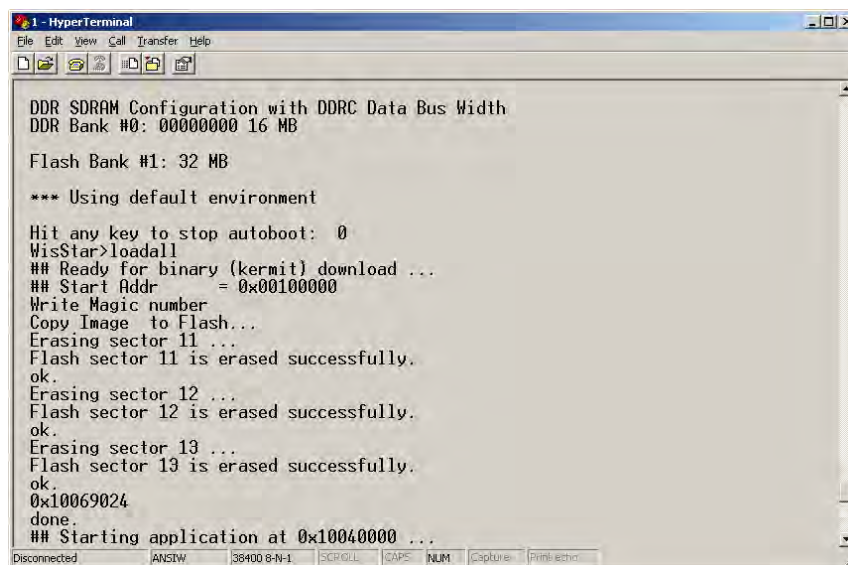 1 - HyperTerminal
File Edit View Call Transfer Help
DDR SDRAM Configuration with DDRC Data Bus Width
DDR Bank #0: 00000000 16 MB
Flash Bank #1: 32 MB
*** Using default environment
Hit any key to stop autoboot:  0
WisStar>loadall
## Ready for binary (kermit) download ...
## Start Addr      = 0x00100000
Write Magic number
Copy Image  to Flash...
Erasing sector 11 ...
Flash sector 11 is erased successfully.
ok.
Erasing sector 12 ...
Flash sector 12 is erased successfully.
ok.
Erasing sector 13 ...
Flash sector 13 is erased successfully.
ok.
0x10069024
done.
## Starting application at 0x10040000 ...
Disconnected ANSIW 38400 8-N-1 SCROLL CAPS NUM Capture Print echo